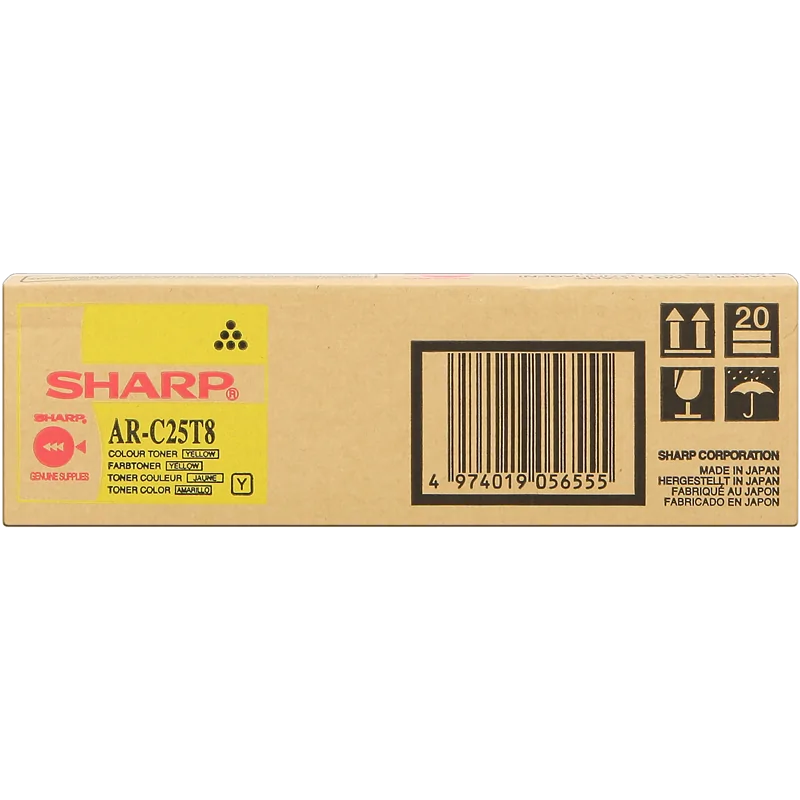 SHARP®
SHARP®
GENUINE SUPPLIES
AR-C25T8
COLOUR TONER YELLOW
FARBTONER YELLOW
TONER COULEUR JAUNE
TONER COLOR AMARILLO
Y
4 974019 056555
20
SHARP CORPORATION
MADE IN JAPAN
HERGESTELLT IN JAPAN
FABRIQUÉ AU JAPON
FABRICADO EN JAPON